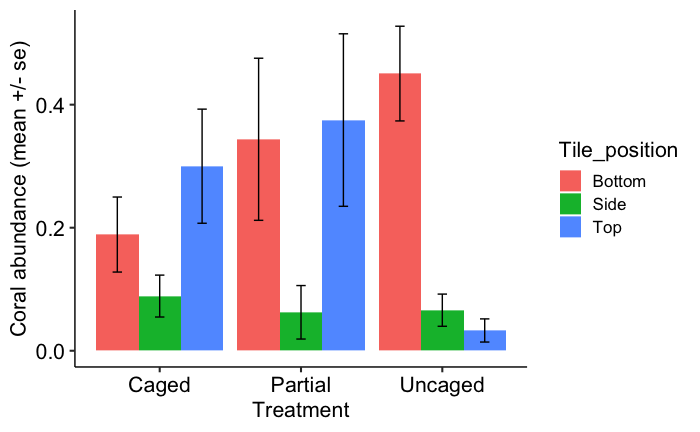 Coral abundance (mean +/- se)
0.4
0.2
0.0
Caged Partial Uncaged
Treatment
Tile_position
Bottom
Side
Top